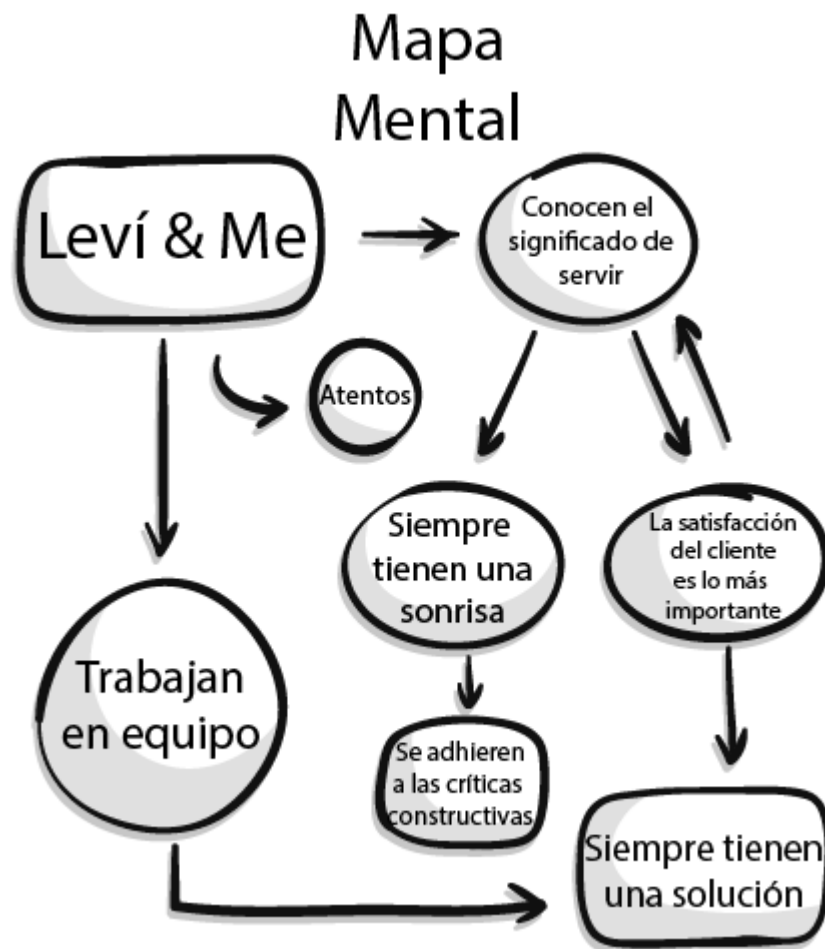 Mapa
Mental
Leví & Me
Conocen el
significado de
servir
Atentos
Siempre
tienen una
sonrisa
La satisfacción
del cliente
es lo más
importante
Trabajan
en equipo
Se adhieren
a las críticas
constructivas
Siempre tienen
una solución